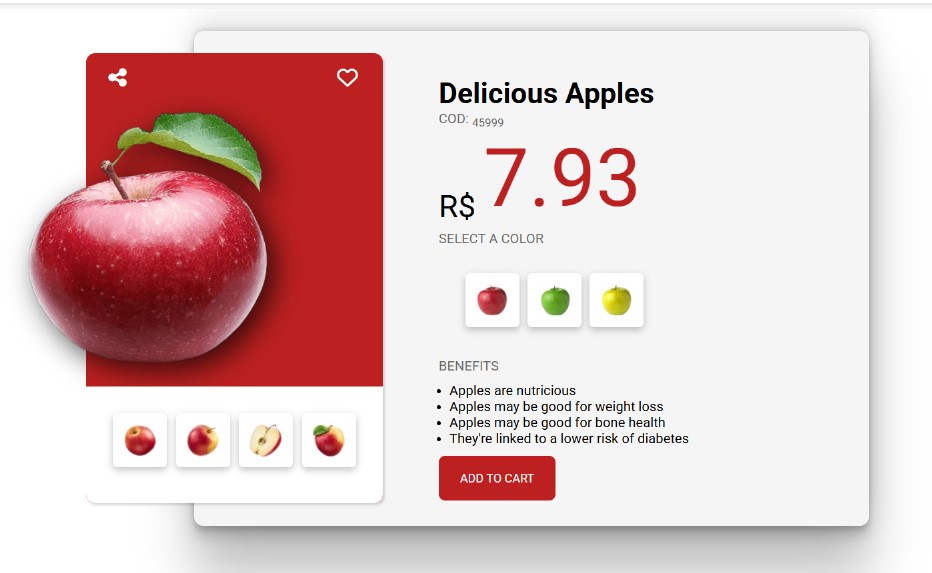 Delicious Apples
COD: 45999
R$ 7.93
SELECT A COLOR
BENEFITS
Apples are nutricious
Apples may be good for weight loss
Apples may be good for bone health
They're linked to a lower risk of diabetes
ADD TO CART